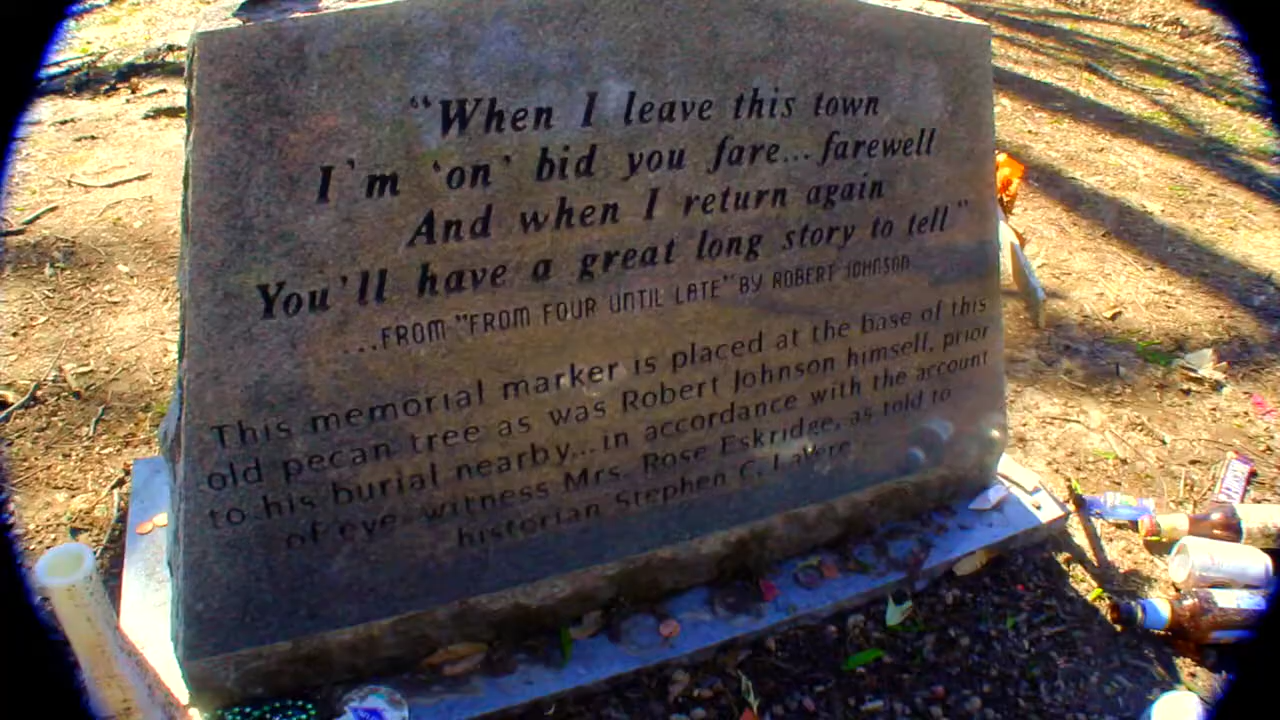 “When I leave this town
I'm 'on' bid you fare...farewell
And when I return again
You'll have a great long story to tell”
...FROM "FROM FOUR UNTIL LATE" BY ROBERT JOHNSON
This memorial marker is placed at the base of this
old pecan tree as was Robert Johnson himself, prior
to his burial nearby...in accordance with the account
of eye witness Mrs. Rose Eskridge, as told to
historian Stephen C. LaVere